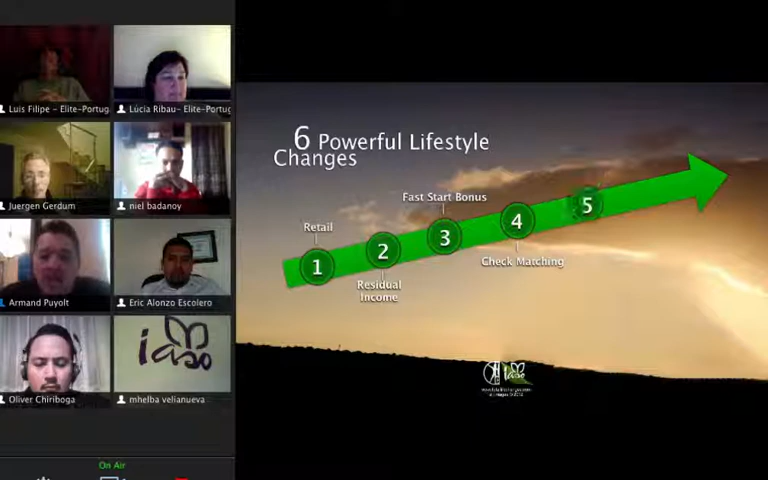 Luis Filipe - Elite-Portug
Lúcia Ribau- Elite-Portug
Juergen Gerdum
niel badanoy
Armand Puyolt
Eric Alonzo Escolero
iaso
Oliver Chiriboga
mhelba velianueva
On Air
6 Powerful Lifestyle
Changes
Fast Start Bonus
Retail
1
2
3
4
5
Check Matching
Residual
Income
iaso